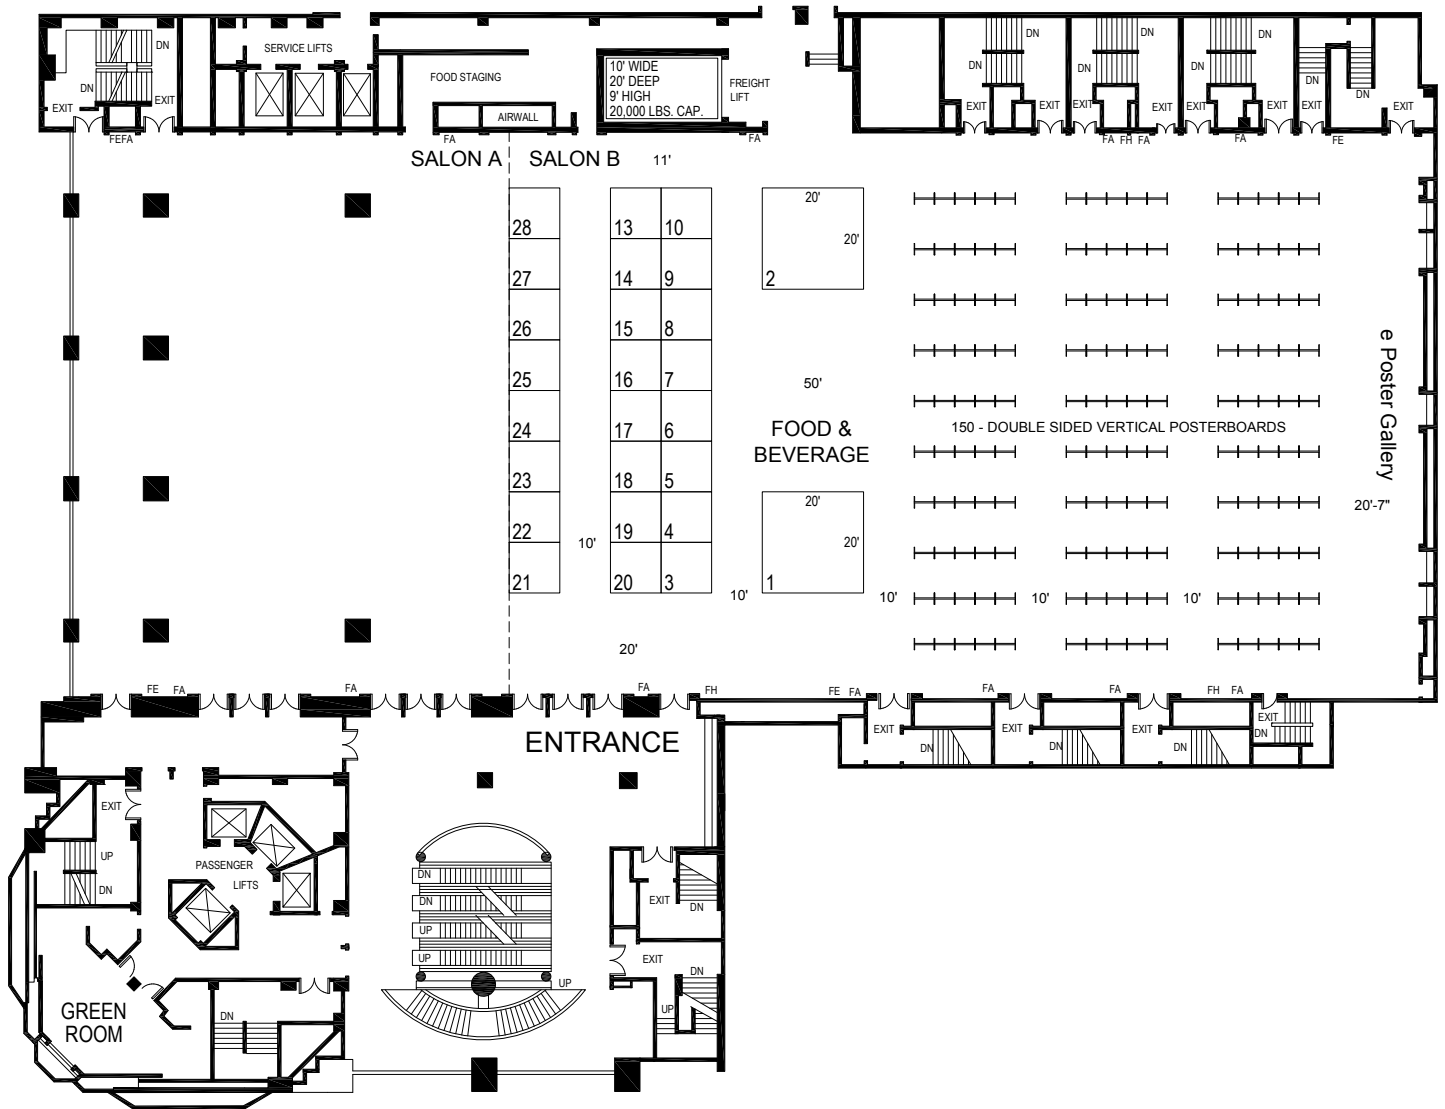 DN
DN
EXIT
EXIT
FEFA
SERVICE LIFTS
FOOD STAGING
AIRWALL
FA
10' WIDE
20' DEEP
9' HIGH
20,000 LBS. CAP.
FREIGHT
LIFT
FA
DN
DN
EXIT
EXIT
DN
DN
EXIT
EXIT
FA
FH
FA
DN
DN
EXIT
EXIT
FA
DN
DN
EXIT
EXIT
FE
SALON A
SALON B
11'
28
27
26
25
24
23
22
21
13
10
14
9
15
8
16
7
17
6
18
5
19
4
20
3
10'
20'
20'
2
50'
FOOD &
BEVERAGE
20'
20'
1
10'
10'
10'
10'
20'
150 - DOUBLE SIDED VERTICAL POSTERBOARDS
e Poster Gallery
20'-7"
FE
FA
FA
FA
FH
FE
FA
FA
FA
FH
FA
EXIT
DN
EXIT
DN
EXIT
DN
EXIT
DN
ENTRANCE
EXIT
UP
DN
PASSENGER
LIFTS
GREEN
ROOM
DN
DN
DN
UP
UP
UP
EXIT
DN
EXIT
DN
UP